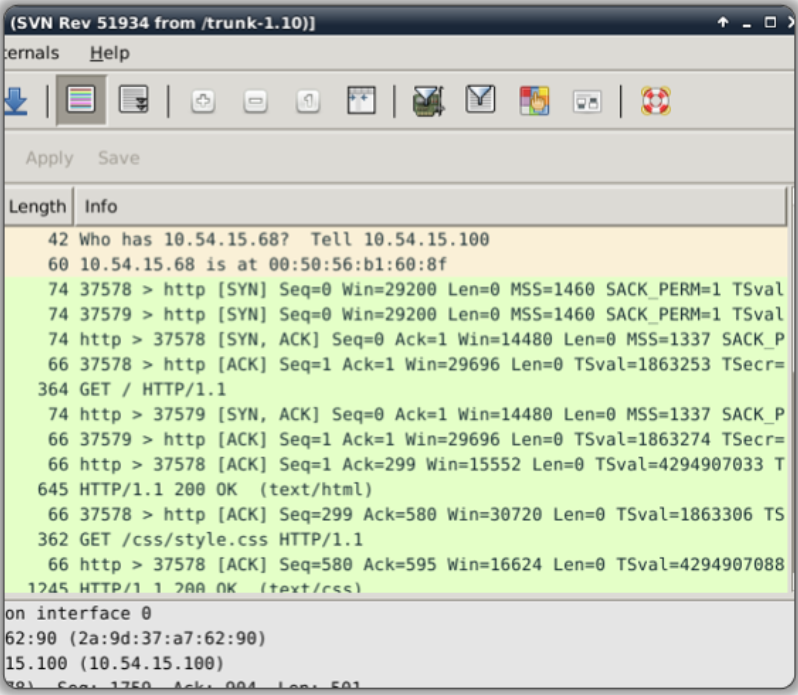 (SVN Rev 51934 from /trunk-1.10)]
ternals Help
Apply Save
Length Info
42 Who has 10.54.15.68?  Tell 10.54.15.100
60 10.54.15.68 is at 00:50:56:b1:60:8f
74 37578 > http [SYN] Seq=0 Win=29200 Len=0 MSS=1460 SACK_PERM=1 TSval
74 37579 > http [SYN] Seq=0 Win=29200 Len=0 MSS=1460 SACK_PERM=1 TSval
74 http > 37578 [SYN, ACK] Seq=0 Ack=1 Win=14480 Len=0 MSS=1337 SACK_P
66 37578 > http [ACK] Seq=1 Ack=1 Win=29696 Len=0 TSval=1863253 TSecr=
364 GET / HTTP/1.1
74 http > 37579 [SYN, ACK] Seq=0 Ack=1 Win=14480 Len=0 MSS=1337 SACK_P
66 37579 > http [ACK] Seq=1 Ack=1 Win=29696 Len=0 TSval=1863274 TSecr=
66 http > 37578 [ACK] Seq=1 Ack=299 Win=15552 Len=0 TSval=4294907033 T
645 HTTP/1.1 200 OK  (text/html)
66 37578 > http [ACK] Seq=299 Ack=580 Win=30720 Len=0 TSval=1863306 TS
362 GET /css/style.css HTTP/1.1
66 http > 37578 [ACK] Seq=580 Ack=595 Win=16624 Len=0 TSval=4294907088
1245 HTTP/1.1 200 OK  (text/css)
on interface 0
62:90 (2a:9d:37:a7:62:90)
15.100 (10.54.15.100)
78), Seq: 1759, Ack: 904, Len: 501